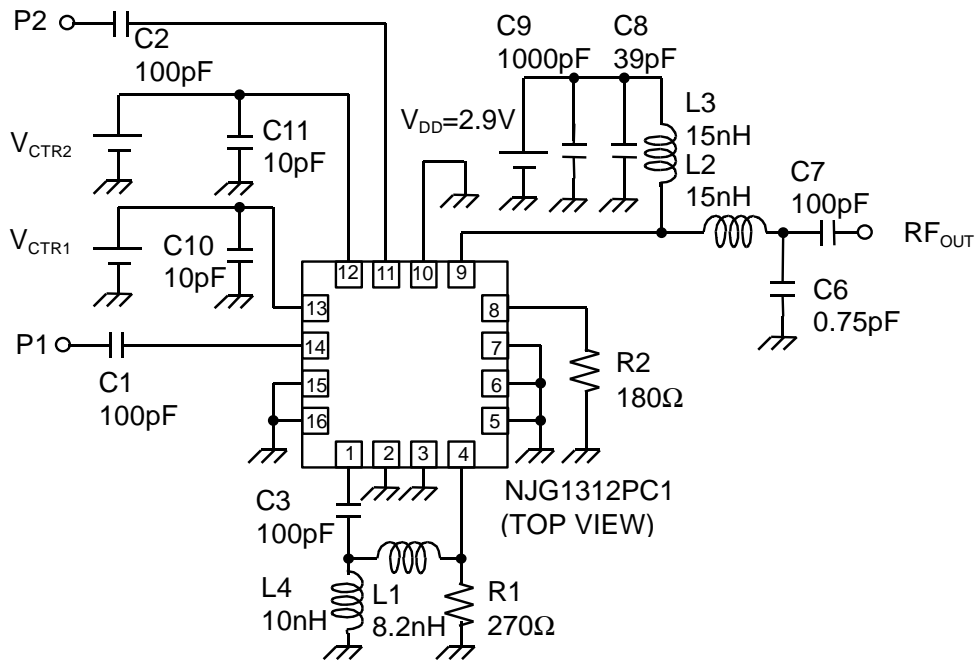 P2
C2
100pF
C9
1000pF
C8
39pF
VCTR2
C11
10pF
VDD=2.9V
L3
15nH
L2
15nH
C7
100pF
RFOUT
VCTR1
C10
10pF
C6
0.75pF
12
11
10
9
13
8
P1
14
7
C1
100pF
15
6
R2
180Ω
16
5
1
2
3
4
NJG1312PC1
(TOP VIEW)
C3
100pF
L4
10nH
L1
8.2nH
R1
270Ω